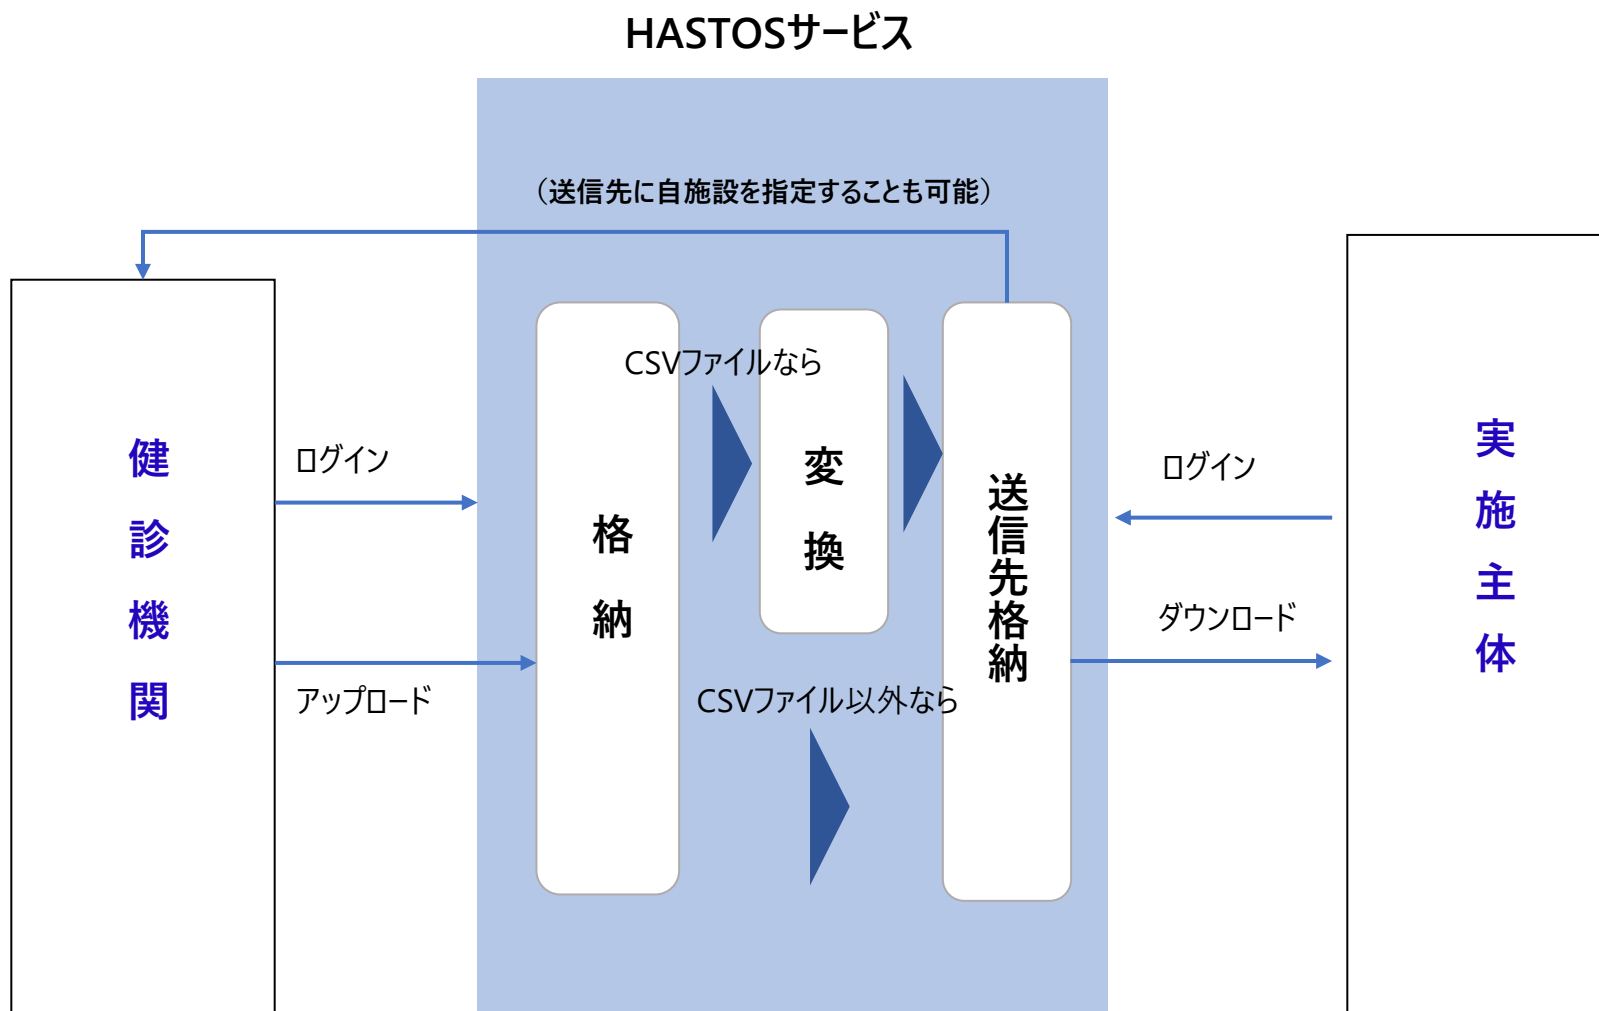 HASTOSサービス
（送信先に自施設を指定することも可能）
健診機関
ログイン
アップロード
格納
CSVファイルなら
変換
CSVファイル以外なら
送信先格納
ログイン
ダウンロード
実施主体